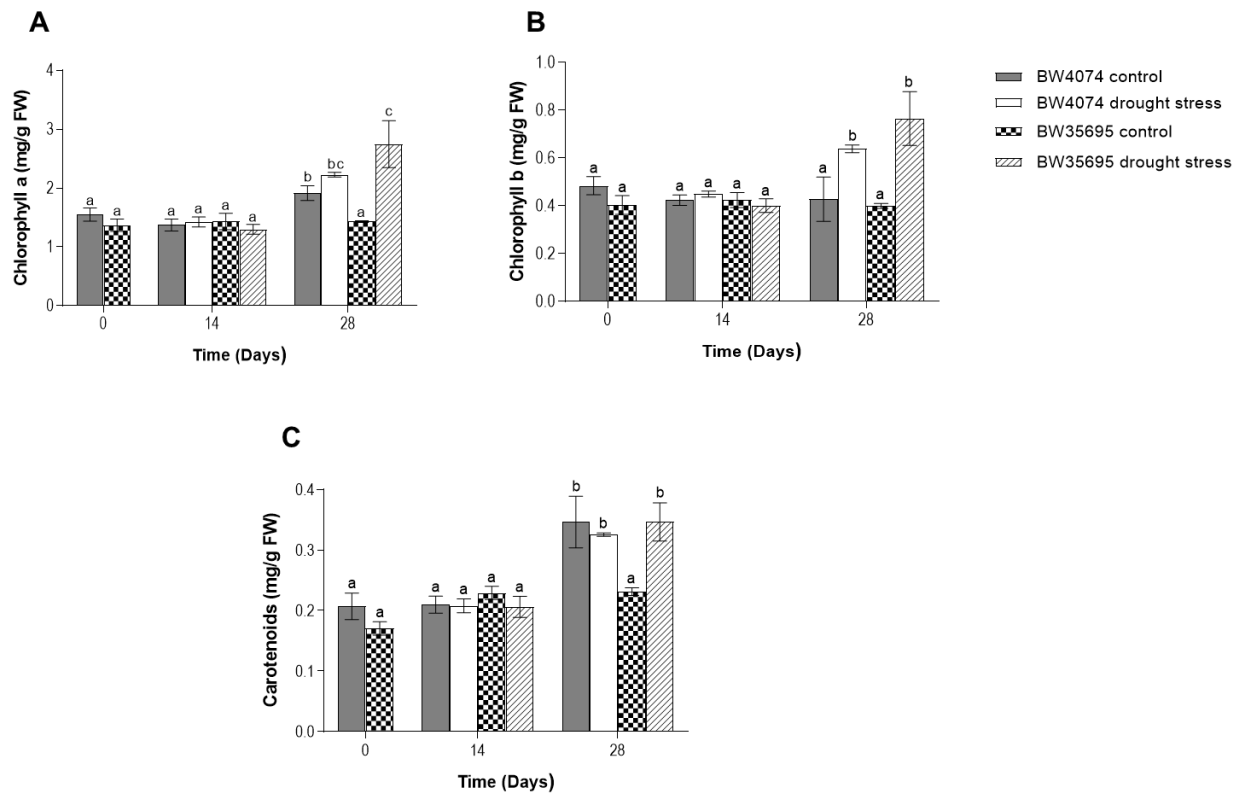 A
Chlorophyll a (mg/g FW)
4
3
2
1
0
a
a
a
a
a
a
b
bc
a
c
0
14
28
Time (Days)
B
Chlorophyll b (mg/g FW)
1.0
0.8
0.6
0.4
0.2
0.0
a
a
a
a
a
a
a
b
a
b
0
14
28
Time (Days)
BW4074 control
BW4074 drought stress
BW35695 control
BW35695 drought stress
C
Carotenoids (mg/g FW)
0.4
0.3
0.2
0.1
0.0
a
a
a
a
a
a
b
b
a
b
0
14
28
Time (Days)